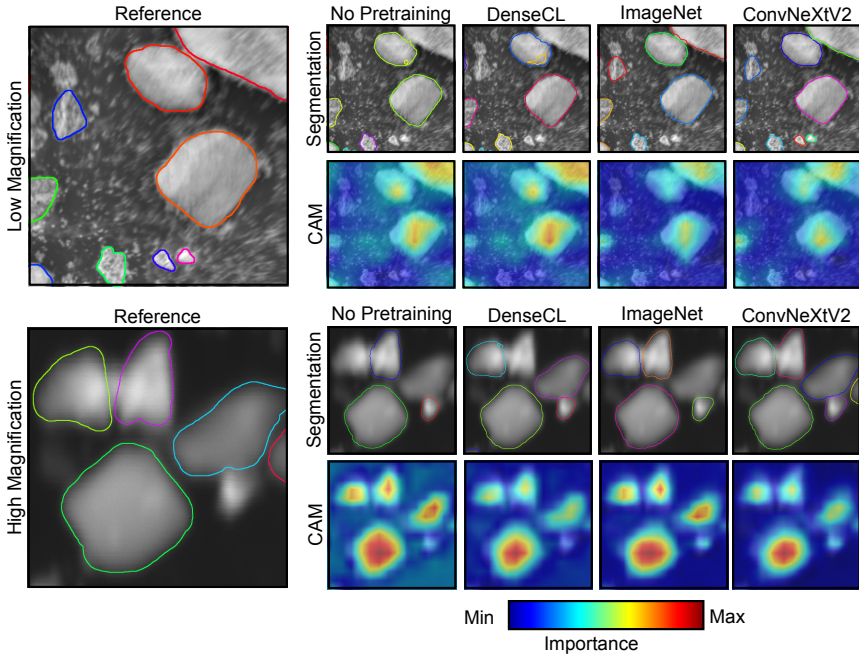 Reference
No Pretraining DenseCL ImageNet ConvNeXtV2
Low Magnification
Segmentation
CAM
Reference
No Pretraining DenseCL ImageNet ConvNeXtV2
High Magnification
Segmentation
CAM
Min Max
Importance